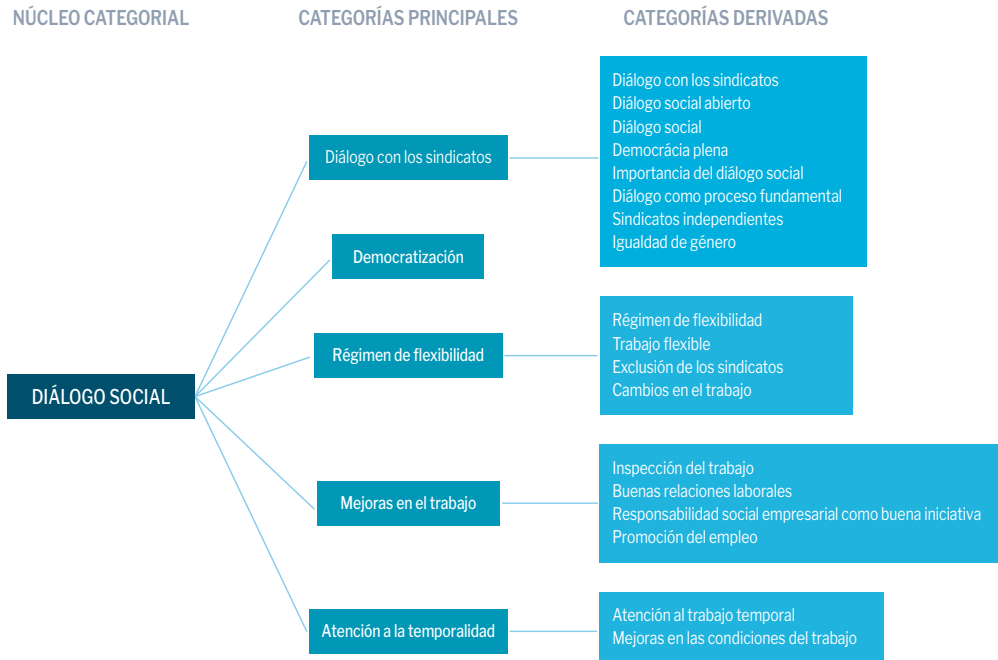 NÚCLEO CATEGORIAL
CATEGORÍAS PRINCIPALES
CATEGORÍAS DERIVADAS
DIÁLOGO SOCIAL
Diálogo con los sindicatos
Diálogo con los sindicatos
Diálogo social abierto
Diálogo social
Democrácia plena
Importancia del diálogo social
Diálogo como proceso fundamental
Sindicatos independientes
Igualdad de género
Democratización
Régimen de flexibilidad
Régimen de flexibilidad
Trabajo flexible
Exclusión de los sindicatos
Cambios en el trabajo
Mejoras en el trabajo
Inspección del trabajo
Buenas relaciones laborales
Responsabilidad social empresarial como buena iniciativa
Promoción del empleo
Atención a la temporalidad
Atención al trabajo temporal
Mejoras en las condiciones del trabajo